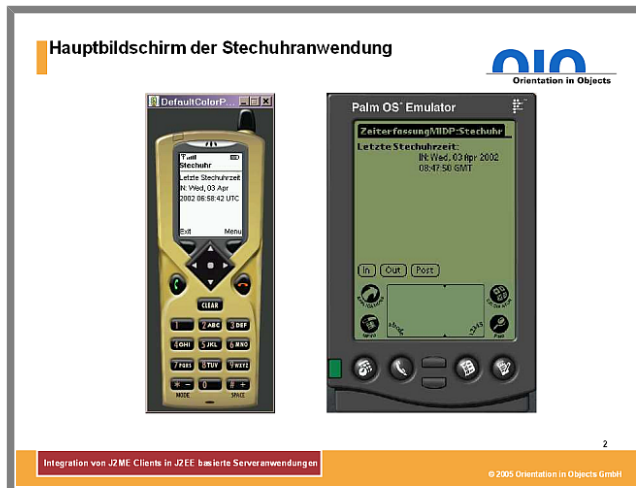 Hauptbildschirm der Stechuhranwendung
Orientation in Objects
DefaultColorP...
Stechuhr
Letzte Stechuhrzeit
IN: Wed, 03 Apr
2002 06:58:42 UTC
Exit Menu
CLEAR
1 2 ABC 3 DEF
4 GHI 5 JKL 6 MNO
7 PQRS 8 TUV 9 WXYZ
* 0 # +
MODE SPACE
Palm OS Emulator
ZeiterfassungMIDP:Stechuhr
Letzte Stechuhrzeit:
IN: Wed, 03 Apr 2002
08:47:50 GMT
In Out Post
2
Integration von J2ME Clients in J2EE basierte Serveranwendungen
© 2005 Orientation in Objects GmbH